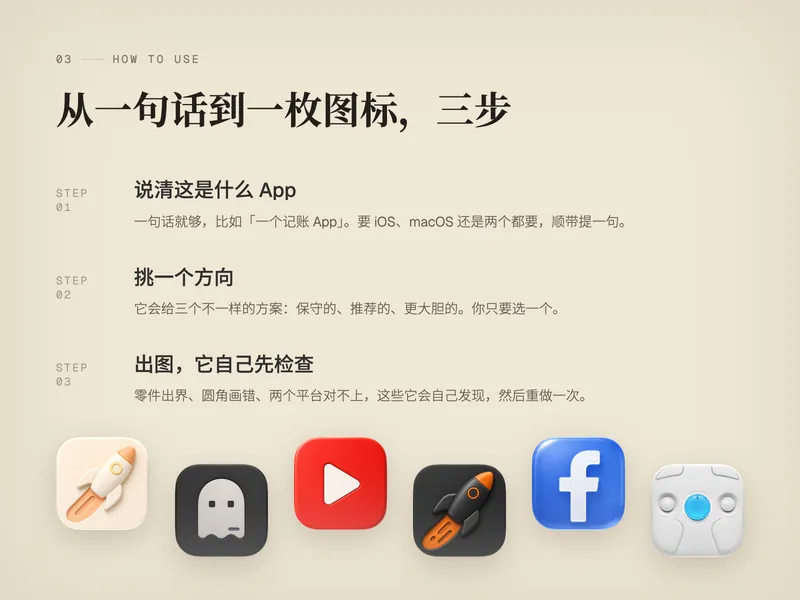 03 —— HOW TO USE
从一句话到一枚图标，三步
STEP
01
说清这是什么 App
一句话就够，比如「一个记账 App」。要 iOS、macOS 还是两个都要，顺带提一句。
STEP
02
挑一个方向
它会给三个不一样的方案：保守的、推荐的、更大胆的。你只要选一个。
STEP
03
出图，它自己先检查
零件出界、圆角画错、两个平台对不上，这些它会自己发现，然后重做一次。